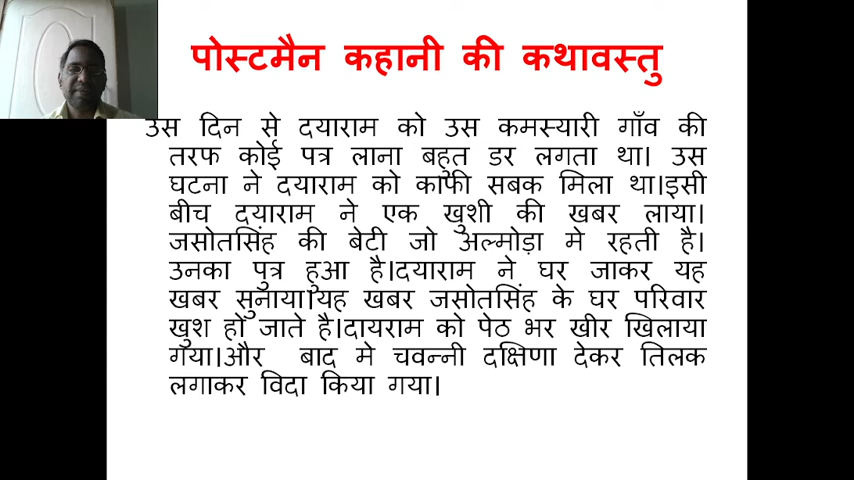 पोस्टमैन कहानी की कथावस्तु
उस दिन से दयाराम को उस कमस्यारी गाँव की
तरफ कोई पत्र लाना बहुत डर लगता था। उस
घटना ने दयाराम को काफी सबक मिला था।इसी
बीच दयाराम ने एक खुशी की खबर लाया।
जसोतसिंह की बेटी जो अल्मोड़ा मे रहती है।
उनका पुत्र हुआ है।दयाराम ने घर जाकर यह
खबर सुनाया।यह खबर जसोतसिंह के घर परिवार
खुश हो जाते है।दायराम को पेठ भर खीर खिलाया
गया।और बाद मे चवन्नी दक्षिणा देकर तिलक
लगाकर विदा किया गया।